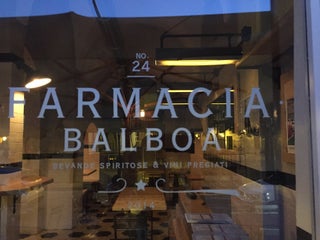 NO.
24
FARMACIA
BALBOA
BEVANDE SPIRITOSE & VINI PREGIATI